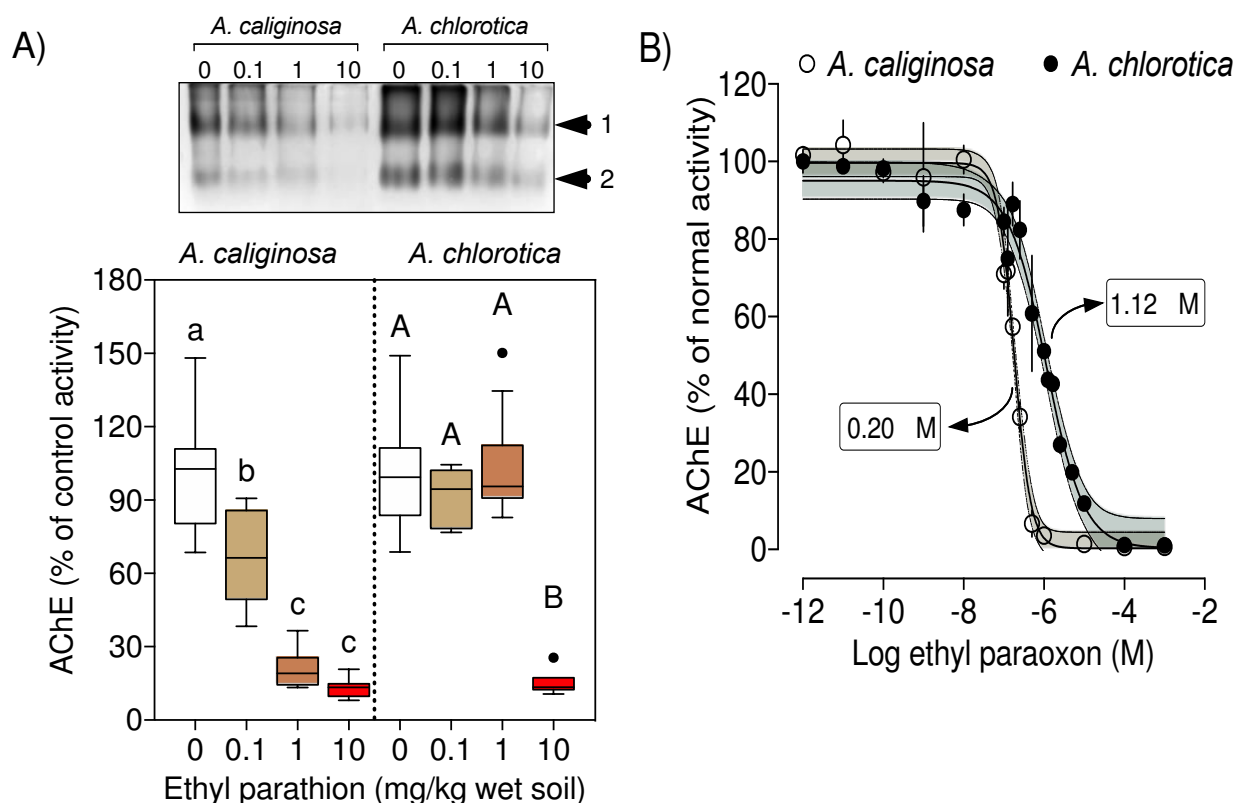 A)
A. caliginosa A. chlorotica
0 0.1 1 10 0 0.1 1 10
1
2
A. caliginosa A. chlorotica
AChE (% of control activity)
180
150
120
90
60
30
0
a
b
c
c
A
A
A
B
0 0.1 1 10 0 0.1 1 10
Ethyl parathion (mg/kg wet soil)
B)
A. caliginosa A. chlorotica
AChE (% of normal activity)
120
100
80
60
40
20
0
1.12 M
0.20 M
-12 -10 -8 -6 -4 -2
Log ethyl paraoxon (M)